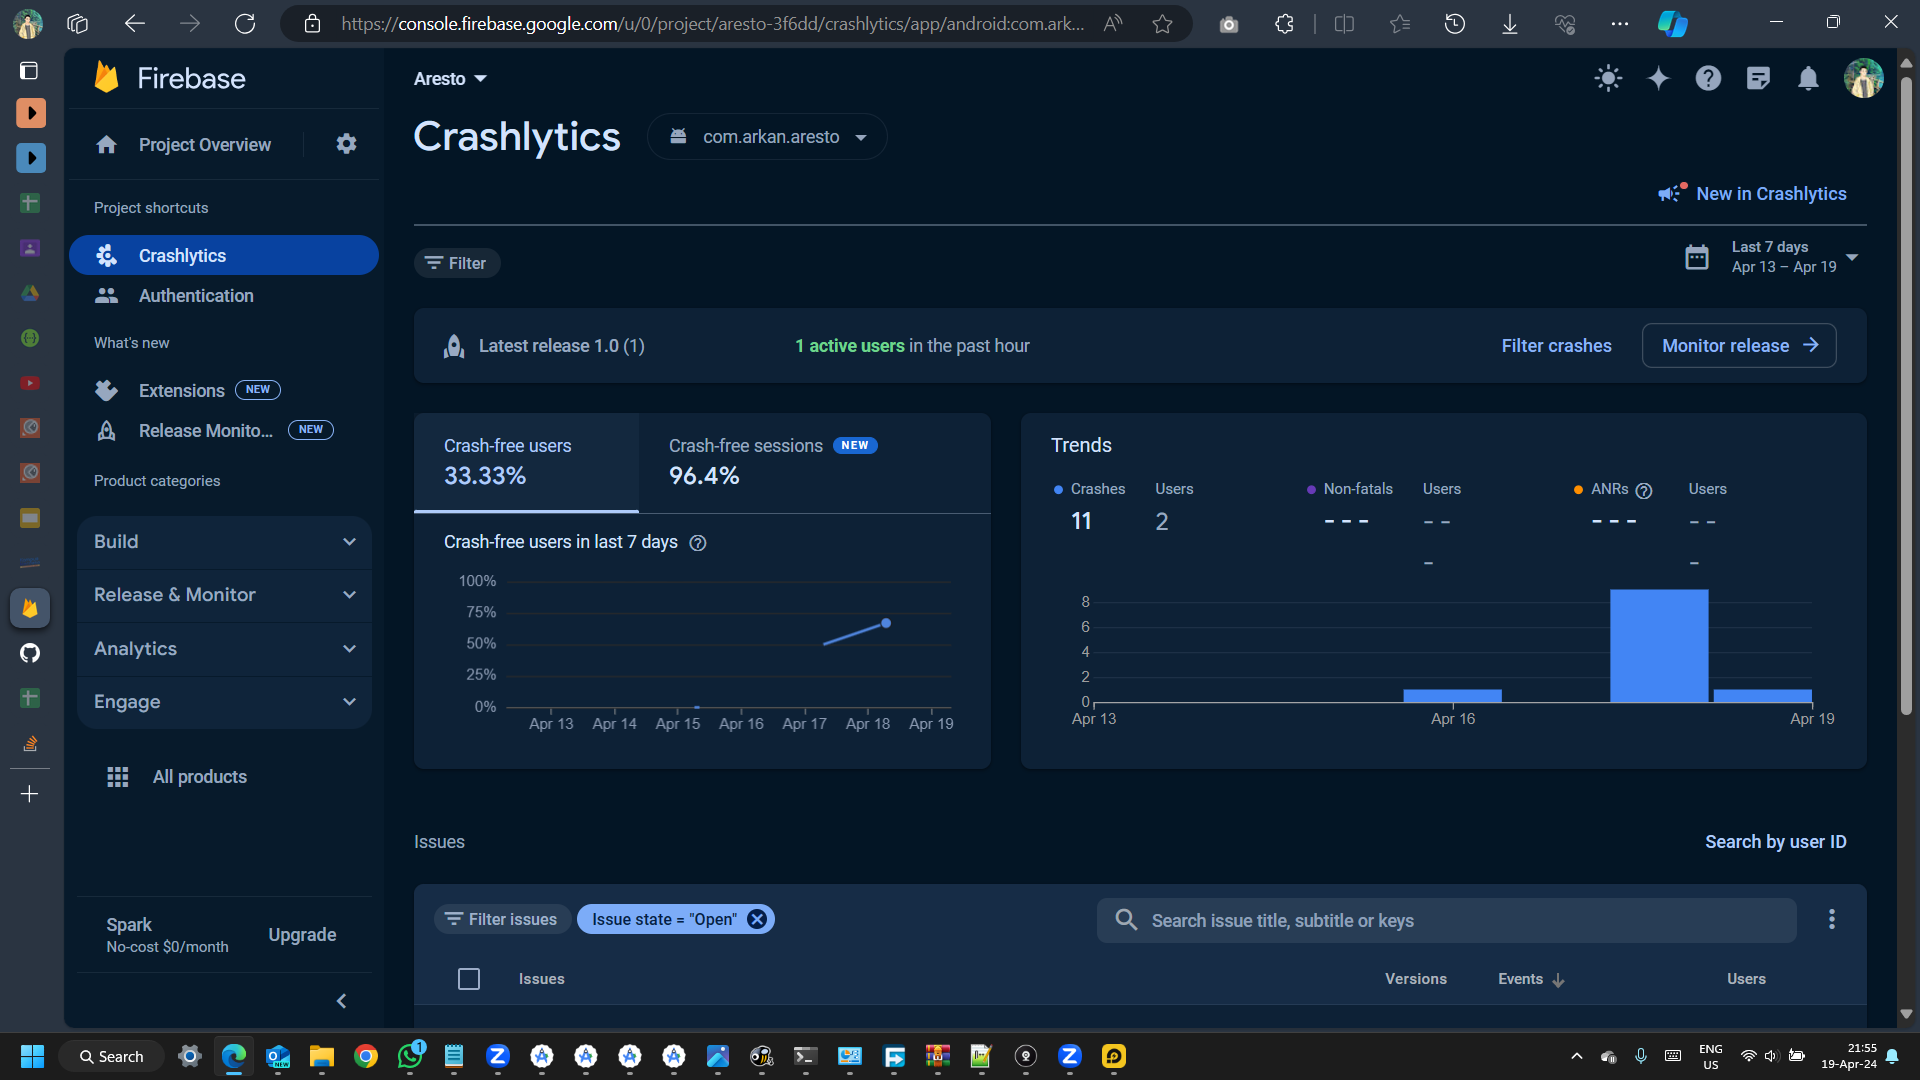 https://console.firebase.google.com/u/0/project/aresto-3f6dd/crashlytics/app/android:com.ark...
Firebase
Project Overview
Project shortcuts
Crashlytics
Authentication
What's new
Extensions NEW
Release Monito... NEW
Product categories
Build
Release & Monitor
Analytics
Engage
All products
Spark
No-cost $0/month
Upgrade
Aresto
Crashlytics
com.arkan.aresto
New in Crashlytics
Filter
Last 7 days
Apr 13 – Apr 19
Latest release 1.0 (1)
1 active users in the past hour
Filter crashes
Monitor release
Crash-free users
33.33%
Crash-free sessions NEW
96.4%
Crash-free users in last 7 days
100%
75%
50%
25%
0%
Apr 13 Apr 14 Apr 15 Apr 16 Apr 17 Apr 18 Apr 19
Trends
Crashes Users Non-fatals Users ANRs Users
11 2 --- -- --- --
- -
8
6
4
2
0
Apr 13 Apr 16 Apr 19
Issues
Search by user ID
Filter issues
Issue state = "Open"
Search issue title, subtitle or keys
Issues Versions Events Users
Search
NEW
1
ENG
US
21:55
19-Apr-24